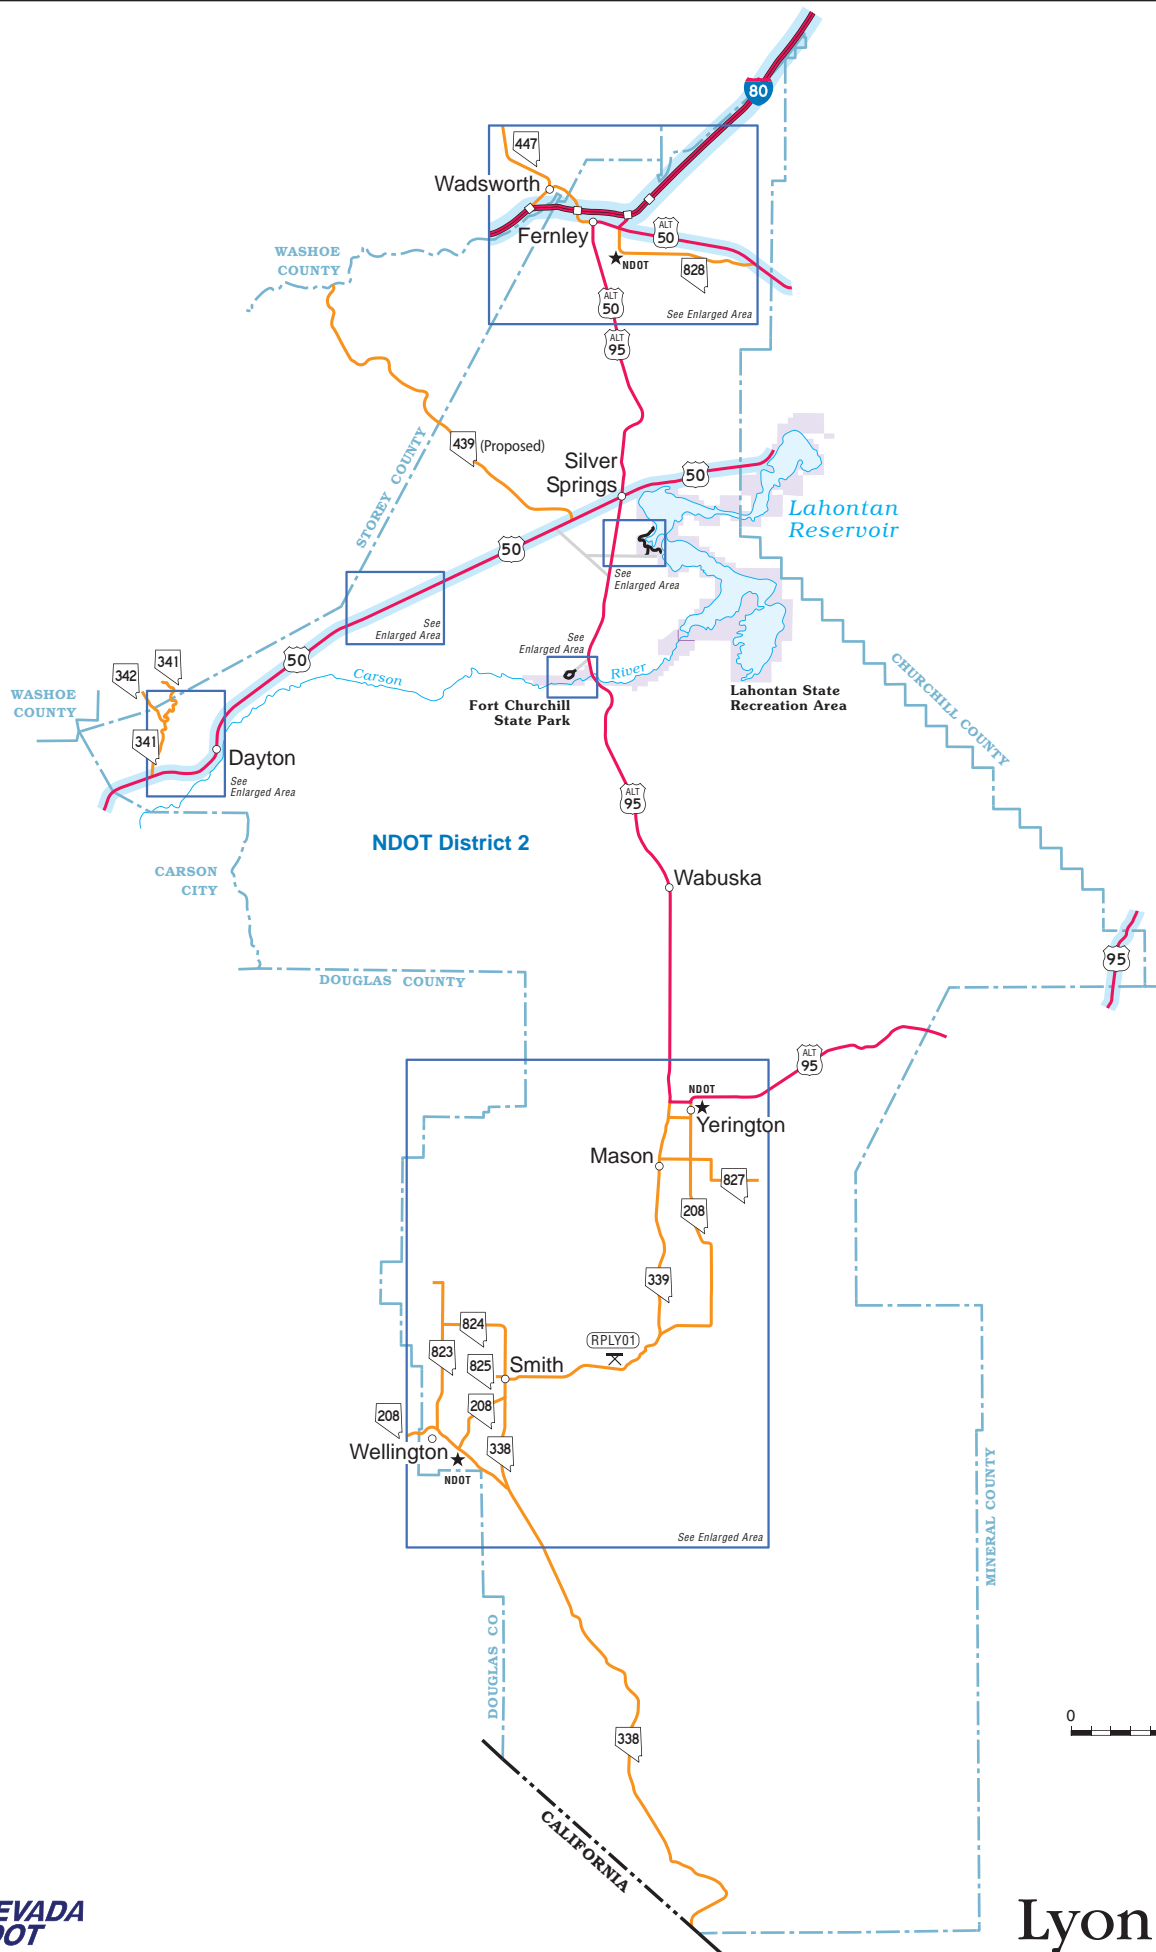 80
447
Wadsworth
Fernley
ALT
50
NDOT
828
WASHOE
COUNTY
ALT
50
See Enlarged Area
ALT
95
439 (Proposed)
STOREY COUNTY
Silver
Springs
50
Lahontan
Reservoir
50
See
Enlarged Area
See
Enlarged Area
See
Enlarged Area
50
342
341
Carson
River
WASHOE
COUNTY
Fort Churchill
State Park
Lahontan State
Recreation Area
CHURCHILL COUNTY
341
Dayton
See
Enlarged Area
ALT
95
NDOT District 2
CARSON
CITY
Wabuska
95
DOUGLAS COUNTY
ALT
95
NDOT
Yerington
Mason
827
208
339
824
RPLY01
823
825
Smith
208
208
Wellington
338
NDOT
MINERAL COUNTY
See Enlarged Area
DOUGLAS CO
338
0
CALIFORNIA
EVADA
DOT
Lyon